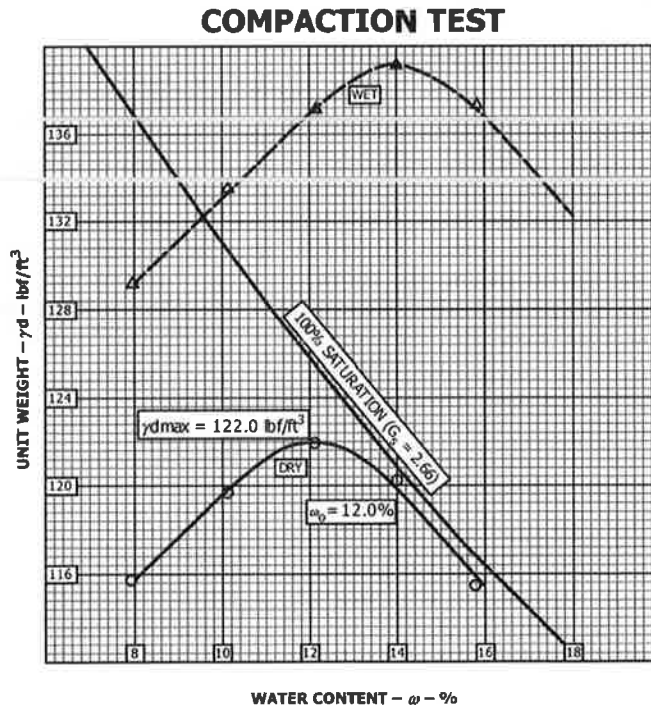 COMPACTION TEST
UNIT WEIGHT – γd – lbf/ft³
136
132
128
124
120
116
WET
100% SATURATION (Gs = 2.66)
γdmax = 122.0 lbf/ft³
DRY
ωo = 12.0%
8
10
12
14
16
18
WATER CONTENT – ω – %